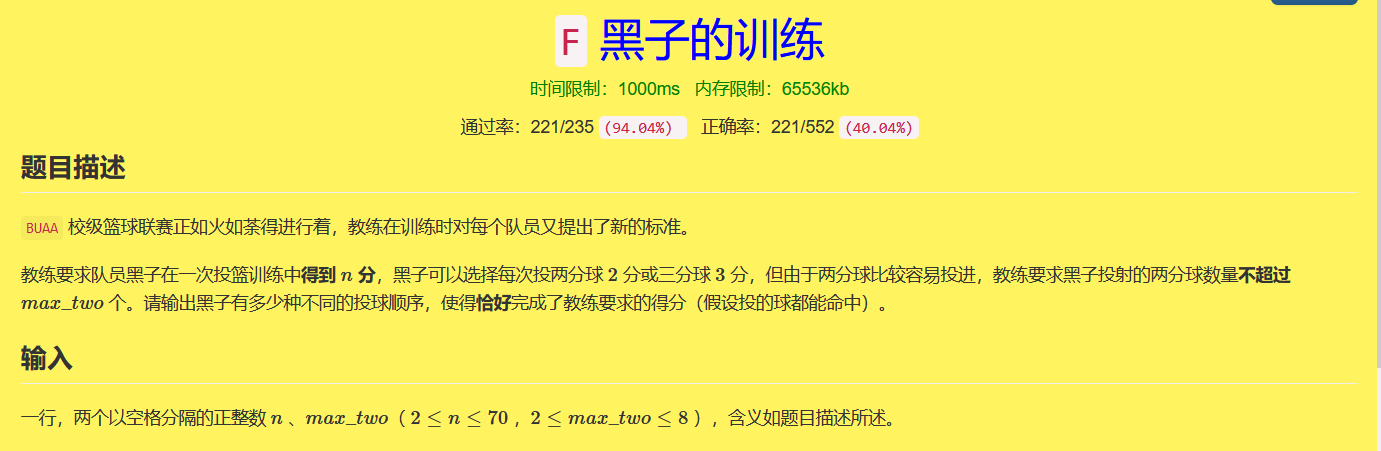 F 黑子的训练
时间限制：1000ms 内存限制：65536kb
通过率：221/235 (94.04%) 正确率：221/552 (40.04%)
题目描述
BUAA 校级篮球联赛正如火如荼得进行着，教练在训练时对每个队员又提出了新的标准。
教练要求队员黑子在一次投篮训练中得到 n 分，黑子可以选择每次投两分球 2 分或三分球 3 分，但由于两分球比较容易投进，教练要求黑子投射的两分球数量不超过
max_two 个。请输出黑子有多少种不同的投球顺序，使得恰好完成了教练要求的得分（假设投的球都能命中）。
输入
一行，两个以空格分隔的正整数 n 、max_two（ 2 ≤ n ≤ 70 ，2 ≤ max_two ≤ 8 ），含义如题目描述所述。